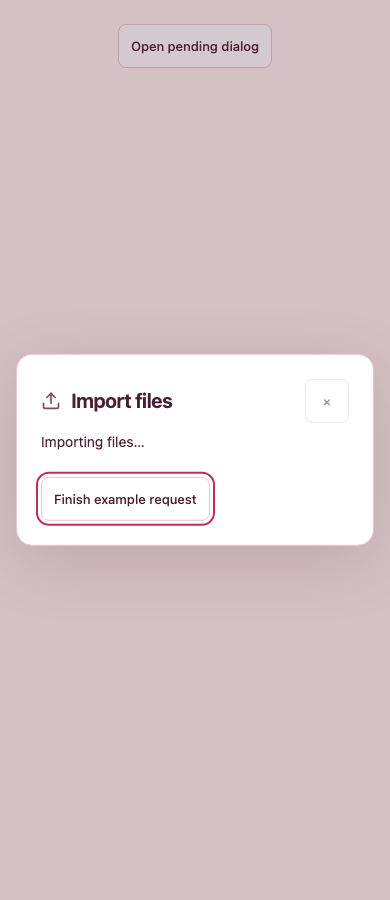 Open pending dialog
Import files
×
Importing files...
Finish example request